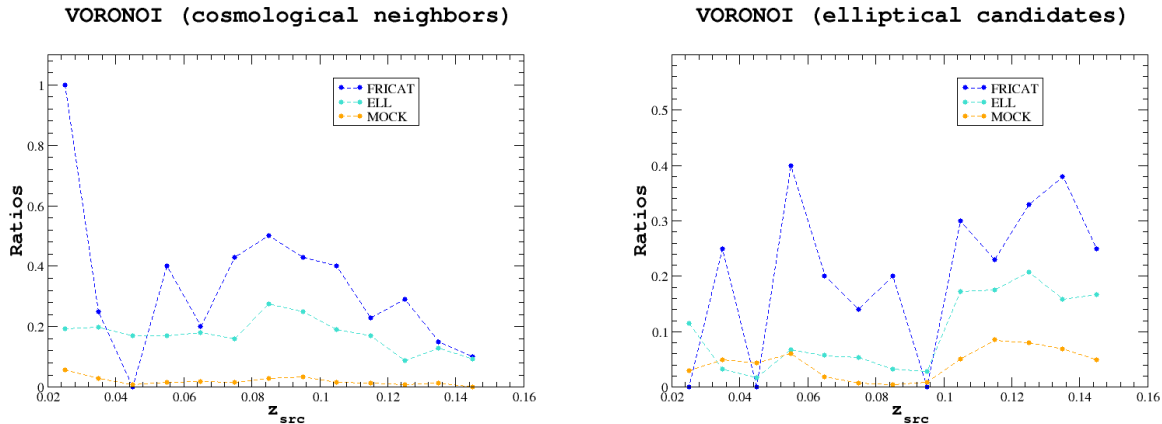 VORONOI (cosmological neighbors)
1
0.8
0.6
0.4
0.2
0
0.02 0.04 0.06 0.08 0.1 0.12 0.14 0.16
Ratios
z_src
FRICAT
ELL
MOCK
VORONOI (elliptical candidates)
0.5
0.4
0.3
0.2
0.1
0
0.02 0.04 0.06 0.08 0.1 0.12 0.14 0.16
Ratios
z_src
FRICAT
ELL
MOCK